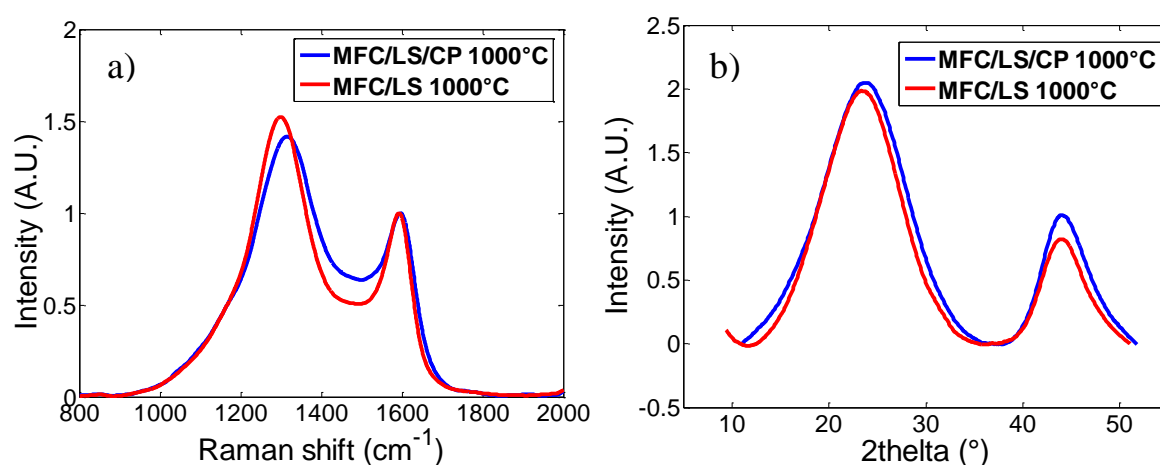 a)
MFC/LS/CP 1000°C
MFC/LS 1000°C
2
1.5
1
0.5
0
800 1000 1200 1400 1600 1800 2000
Intensity (A.U.)
Raman shift (cm⁻¹)
b)
MFC/LS/CP 1000°C
MFC/LS 1000°C
2.5
2
1.5
1
0.5
0
-0.5
10 20 30 40 50
Intensity (A.U.)
2thelta (°)